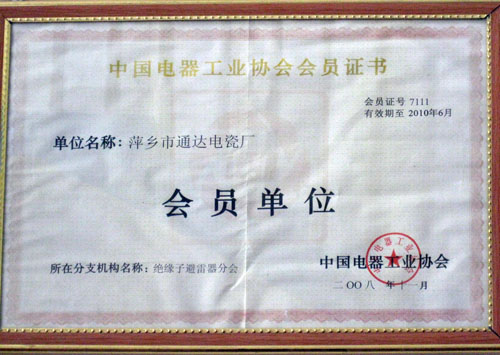 中国电器工业协会会员证书
会员证号 7111
有效期至 2010年6月
单位名称：萍乡市通达电瓷厂
会员单位
所在分支机构名称：绝缘子避雷器分会
中国电器工业协会
二OO八 年 十一 月